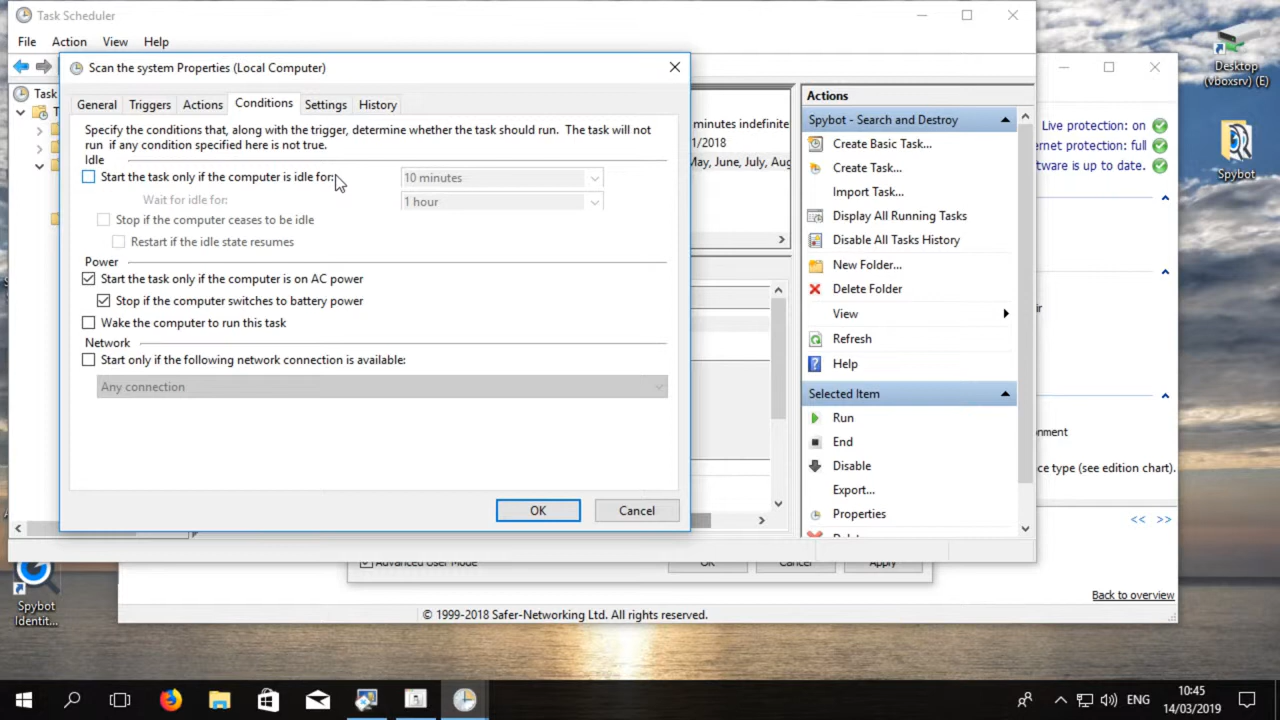 Task Scheduler
File Action View Help
Scan the system Properties (Local Computer)
General Triggers Actions Conditions Settings History
Specify the conditions that, along with the trigger, determine whether the task should run. The task will not
run if any condition specified here is not true.
Idle
Start the task only if the computer is idle for:
10 minutes
Wait for idle for:
1 hour
Stop if the computer ceases to be idle
Restart if the idle state resumes
Power
Start the task only if the computer is on AC power
Stop if the computer switches to battery power
Wake the computer to run this task
Network
Start only if the following network connection is available:
Any connection
OK Cancel
Task
minutes indefinite
1/2018
May, June, July, Aug
Actions
Spybot - Search and Destroy
Create Basic Task...
Create Task...
Import Task...
Display All Running Tasks
Disable All Tasks History
New Folder...
Delete Folder
View
Refresh
Help
Selected Item
Run
End
Disable
Export...
Properties
Live protection: on
ernet protection: full
ware is up to date.
ir
nment
ce type (see edition chart).
<< >>
Back to overview
Advanced User Mode
OK Cancel Apply
© 1999-2018 Safer-Networking Ltd. All rights reserved.
Desktop
(vboxsrv) (E)
Spybot
Spybot
Identit...
ENG
10:45
14/03/2019